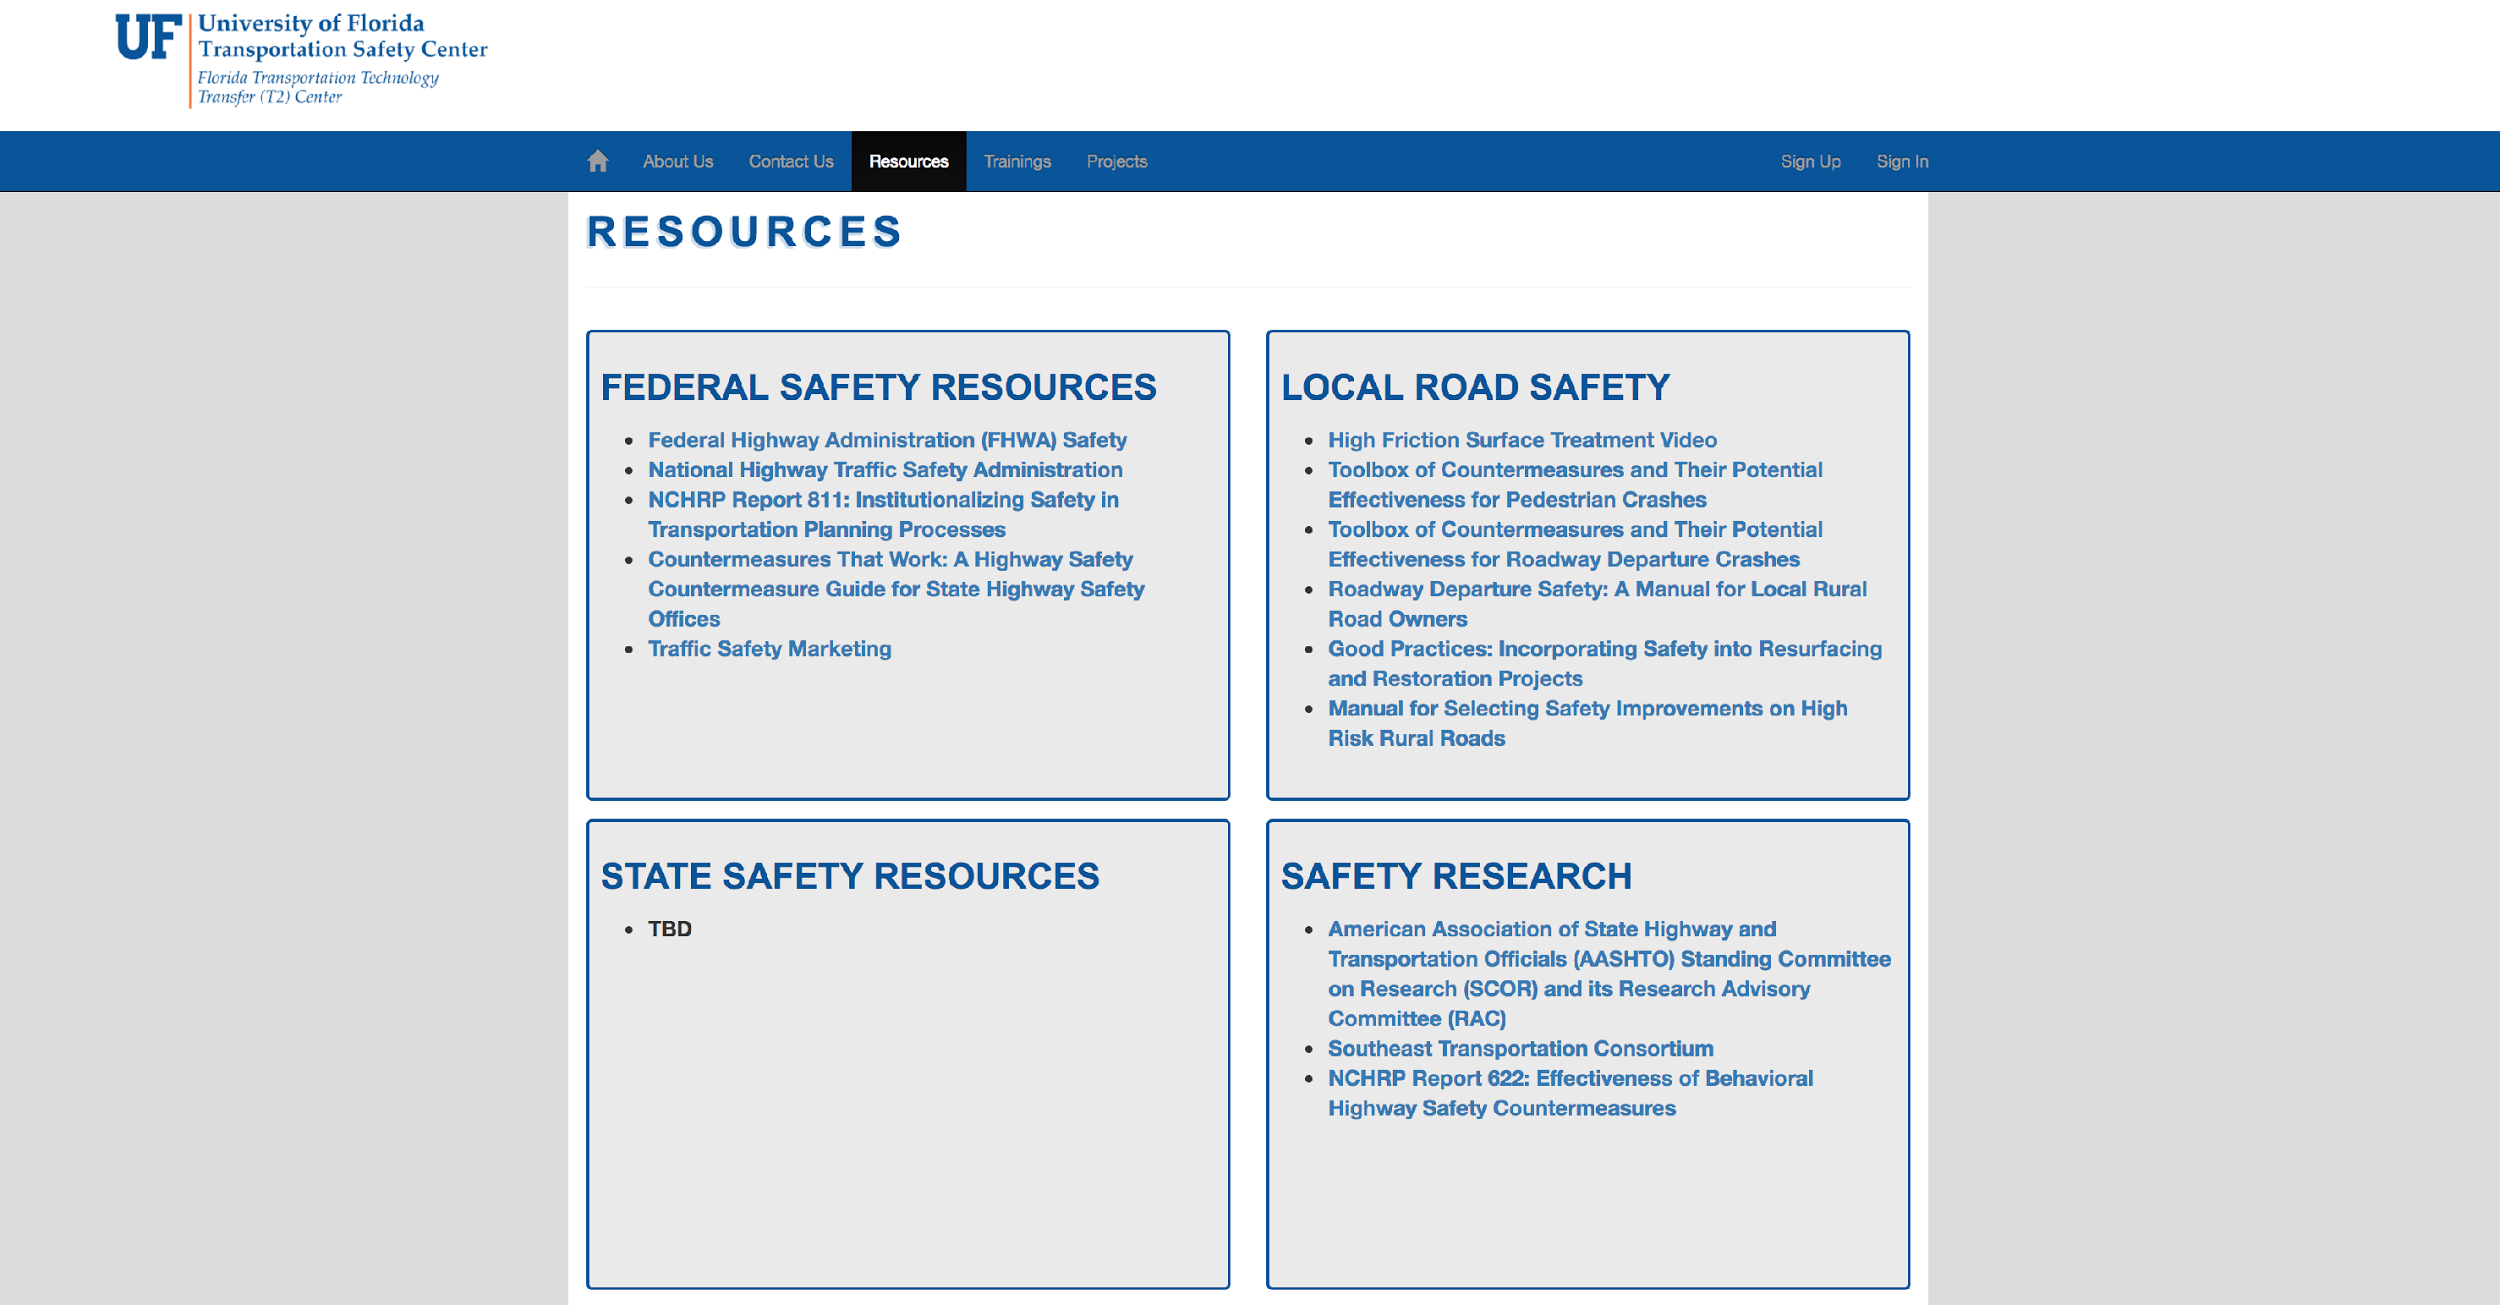 UF
University of Florida
Transportation Safety Center
Florida Transportation Technology
Transfer (T2) Center
About Us
Contact Us
Resources
Trainings
Projects
Sign Up
Sign In
RESOURCES
FEDERAL SAFETY RESOURCES
Federal Highway Administration (FHWA) Safety
National Highway Traffic Safety Administration
NCHRP Report 811: Institutionalizing Safety in
Transportation Planning Processes
Countermeasures That Work: A Highway Safety
Countermeasure Guide for State Highway Safety
Offices
Traffic Safety Marketing
LOCAL ROAD SAFETY
High Friction Surface Treatment Video
Toolbox of Countermeasures and Their Potential
Effectiveness for Pedestrian Crashes
Toolbox of Countermeasures and Their Potential
Effectiveness for Roadway Departure Crashes
Roadway Departure Safety: A Manual for Local Rural
Road Owners
Good Practices: Incorporating Safety into Resurfacing
and Restoration Projects
Manual for Selecting Safety Improvements on High
Risk Rural Roads
STATE SAFETY RESOURCES
TBD
SAFETY RESEARCH
American Association of State Highway and
Transportation Officials (AASHTO) Standing Committee
on Research (SCOR) and its Research Advisory
Committee (RAC)
Southeast Transportation Consortium
NCHRP Report 622: Effectiveness of Behavioral
Highway Safety Countermeasures